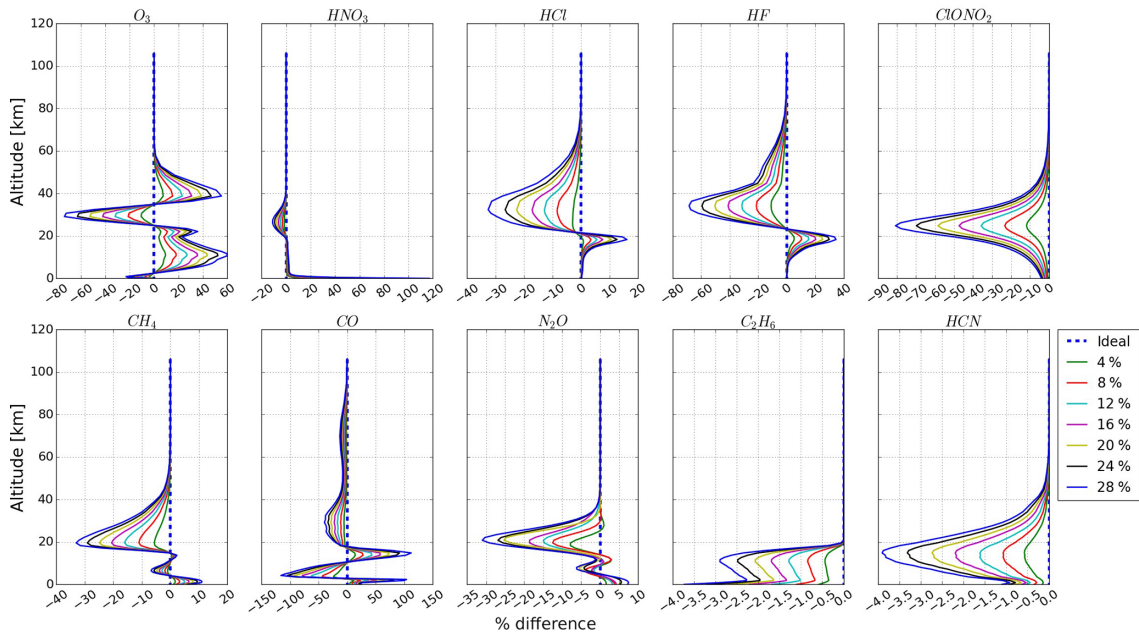 O3 HNO3 HCl HF ClONO2
Altitude [km]
120
100
80
60
40
20
0
−80 −60 −40 −20 0 20 40 60
−20 0 20 40 60 80 100 120
−40 −30 −20 −10 0 10 20
−80 −60 −40 −20 0 20 40
−90 −80 −70 −60 −50 −40 −30 −20 −10 0
CH4 CO N2O C2H6 HCN
Altitude [km]
120
100
80
60
40
20
0
−40 −30 −20 −10 0 10 20
−150 −100 −50 0 50 100 150
−35 −30 −25 −20 −15 −10 −5 0 5 10
−4.0 −3.5 −3.0 −2.5 −2.0 −1.5 −1.0 −0.5 0.0
−4.0 −3.5 −3.0 −2.5 −2.0 −1.5 −1.0 −0.5 0.0
% difference
Ideal
4 %
8 %
12 %
16 %
20 %
24 %
28 %